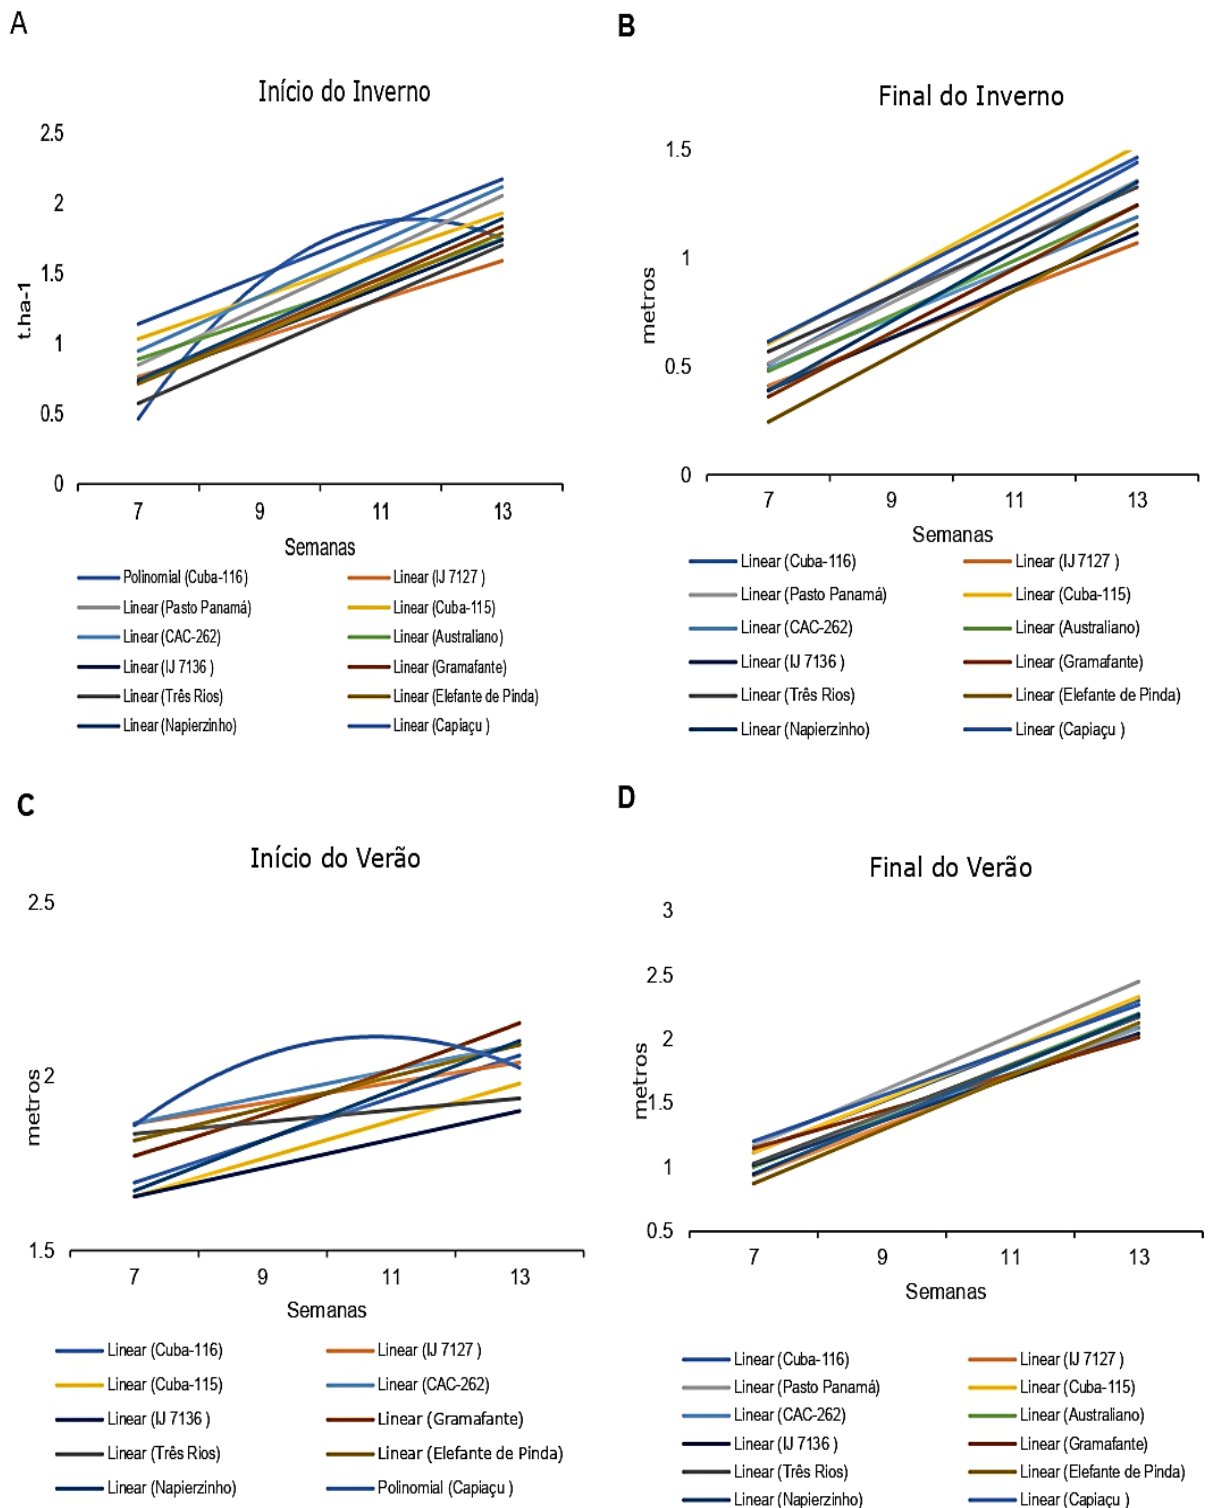 A
Início do Inverno
2.5
2
1.5
1
0.5
0
t.ha-1
7 9 11 13
Semanas
Polinomial (Cuba-116) Linear (IJ 7127 )
Linear (Pasto Panamá) Linear (Cuba-115)
Linear (CAC-262) Linear (Australiano)
Linear (IJ 7136 ) Linear (Gramafante)
Linear (Três Rios) Linear (Elefante de Pinda)
Linear (Napierzinho) Linear (Capiaçu )
B
Final do Inverno
1.5
1
0.5
0
metros
7 9 11 13
Semanas
Linear (Cuba-116) Linear (IJ 7127 )
Linear (Pasto Panamá) Linear (Cuba-115)
Linear (CAC-262) Linear (Australiano)
Linear (IJ 7136 ) Linear (Gramafante)
Linear (Três Rios) Linear (Elefante de Pinda)
Linear (Napierzinho) Linear (Capiaçu )
C
Início do Verão
2.5
2
1.5
metros
7 9 11 13
Semanas
Linear (Cuba-116) Linear (IJ 7127 )
Linear (Cuba-115) Linear (CAC-262)
Linear (IJ 7136 ) Linear (Gramafante)
Linear (Três Rios) Linear (Elefante de Pinda)
Linear (Napierzinho) Polinomial (Capiaçu )
D
Final do Verão
3
2.5
2
1.5
1
0.5
metros
7 9 11 13
Semanas
Linear (Cuba-116) Linear (IJ 7127 )
Linear (Pasto Panamá) Linear (Cuba-115)
Linear (CAC-262) Linear (Australiano)
Linear (IJ 7136 ) Linear (Gramafante)
Linear (Três Rios) Linear (Elefante de Pinda)
Linear (Napierzinho) Linear (Capiaçu )